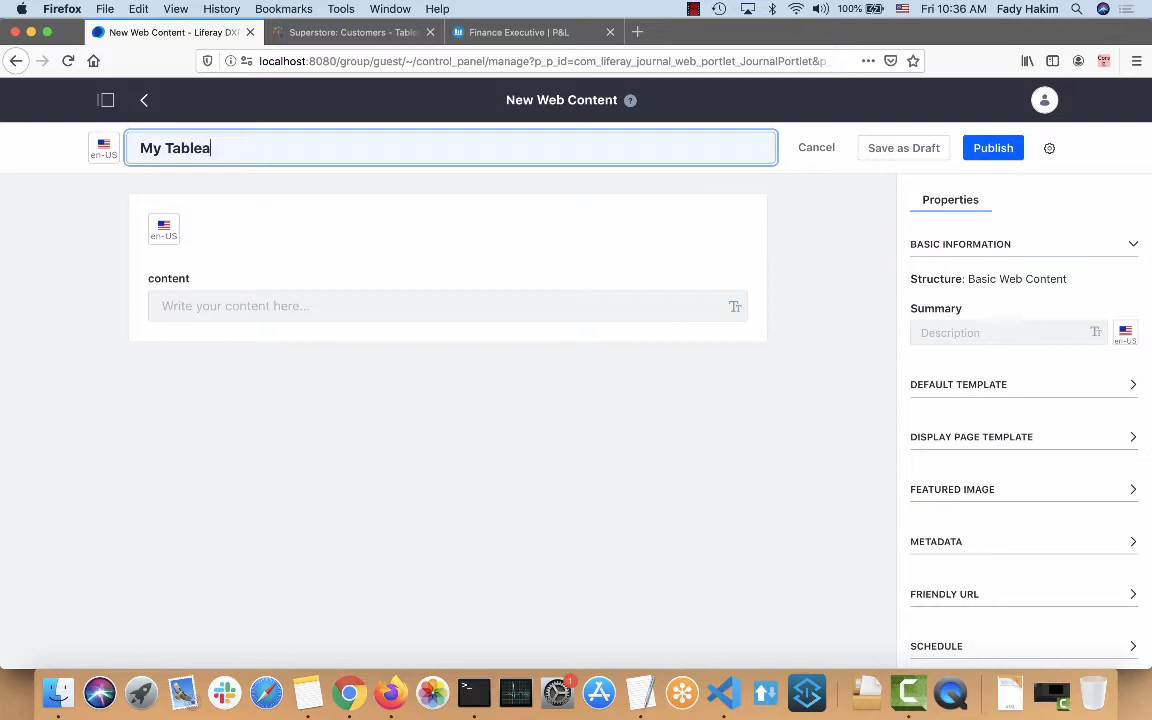 Firefox File Edit View History Bookmarks Tools Window Help 100% Fri 10:36 AM Fady Hakim
New Web Content - Liferay DX
Superstore: Customers - Table
Finance Executive | P&L
localhost:8080/group/guest/~/control_panel/manage?p_p_id=com_liferay_journal_web_portlet_JournalPortlet&p_
New Web Content ?
en-US
My Tablea
Cancel
Save as Draft
Publish
en-US
content
Write your content here...
Properties
BASIC INFORMATION
Structure: Basic Web Content
Summary
Description
en-US
DEFAULT TEMPLATE
DISPLAY PAGE TEMPLATE
FEATURED IMAGE
METADATA
FRIENDLY URL
SCHEDULE
1